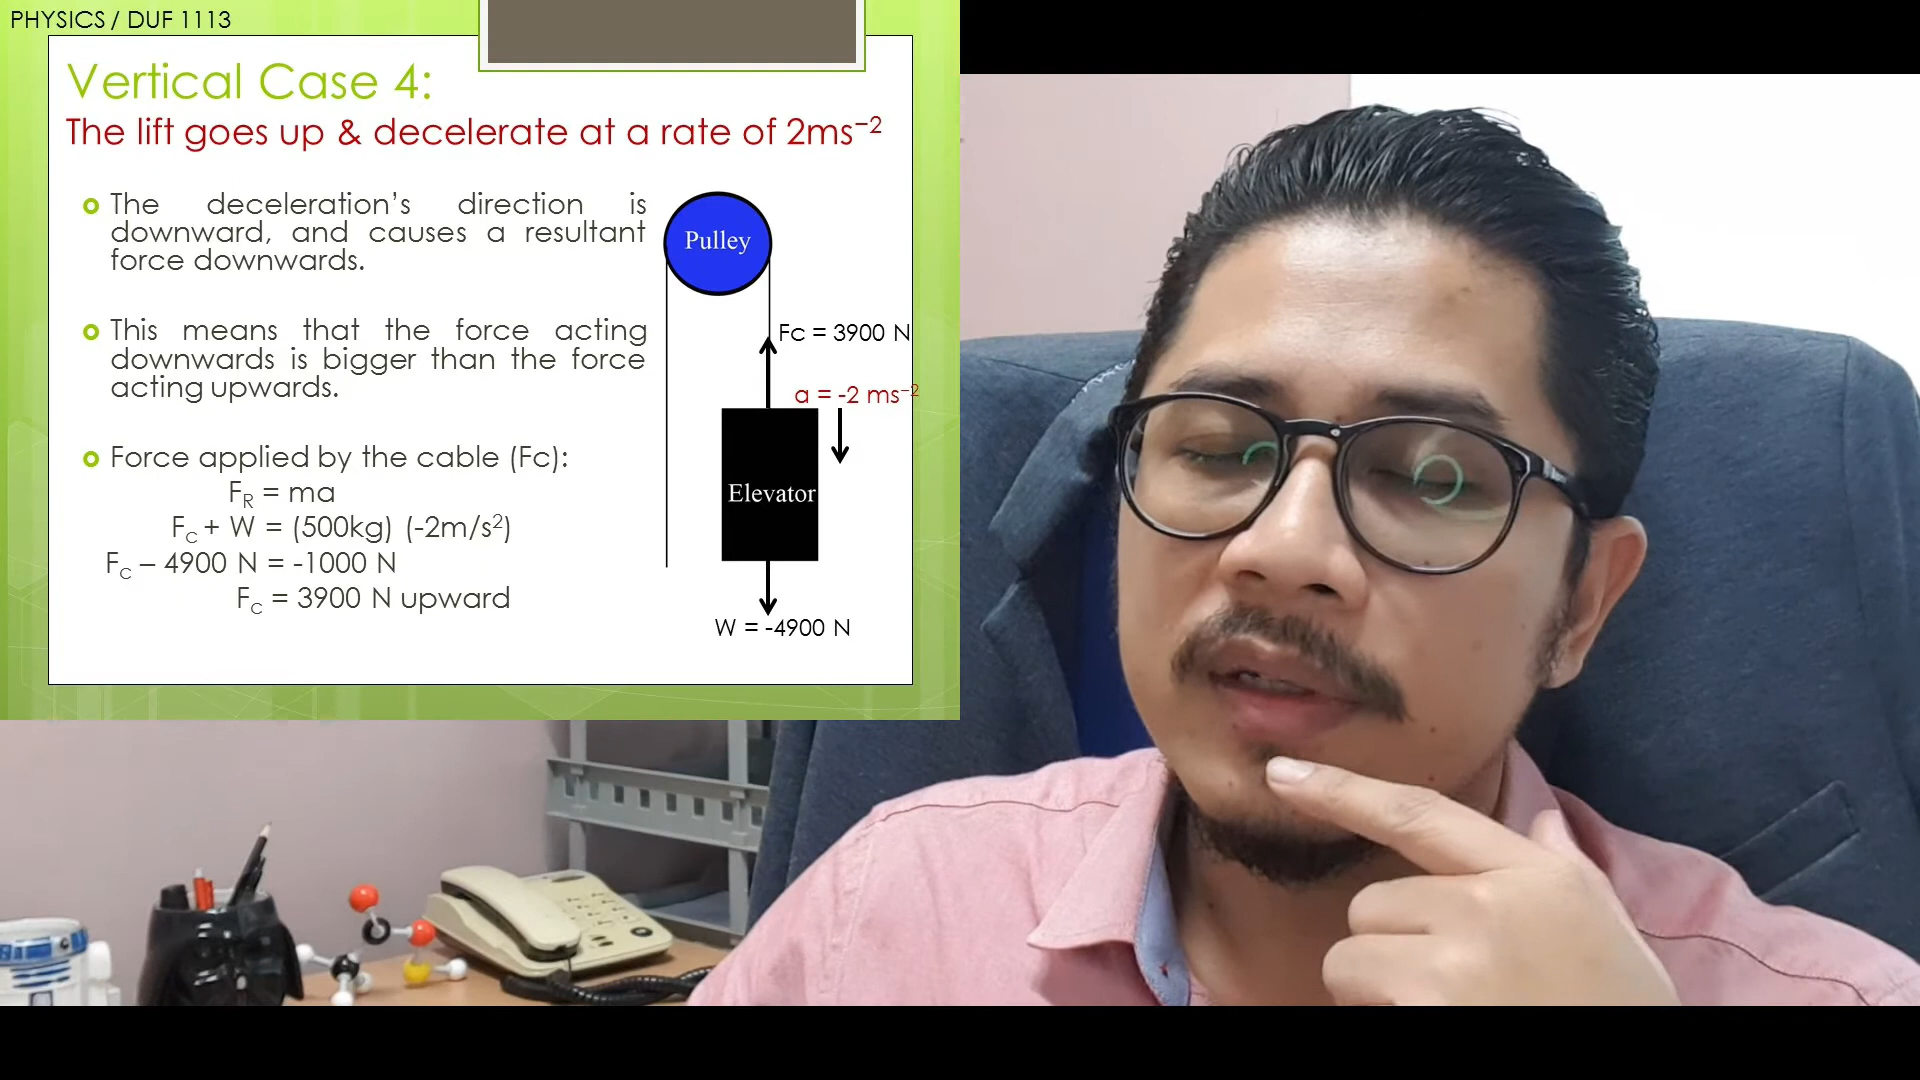 PHYSICS / DUF 1113
Vertical Case 4:
The lift goes up & decelerate at a rate of 2ms⁻²
The deceleration's direction is
downward, and causes a resultant
force downwards.
This means that the force acting
downwards is bigger than the force
acting upwards.
Force applied by the cable (Fc):
F_R = ma
F_C + W = (500kg) (-2m/s²)
F_C – 4900 N = -1000 N
F_C = 3900 N upward
Pulley
Fc = 3900 N
a = -2 ms⁻²
Elevator
W = -4900 N